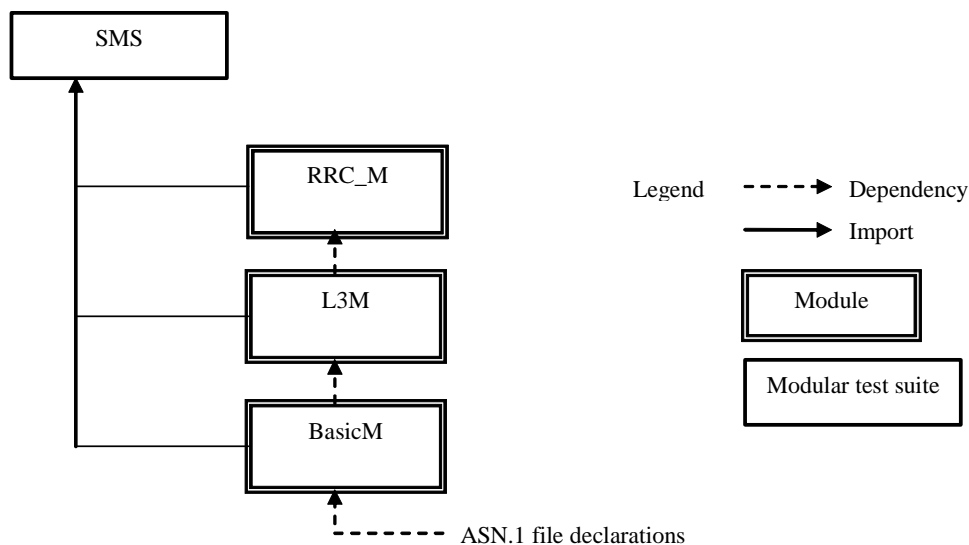 SMS
RRC_M
L3M
BasicM
ASN.1 file declarations
Legend
Dependency
Import
Module
Modular test suite